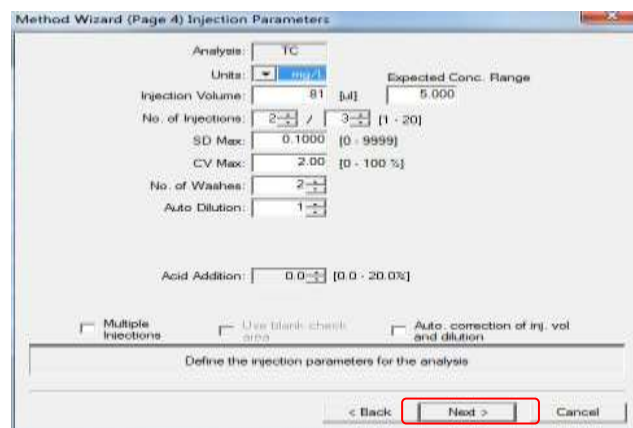 Method Wizard (Page 4) Injection Parameters
Analysis: TC
Units: mg/L Expected Conc. Range
Injection Volume: 81 [ul] 5.000
No. of Injections: 2 / 3 [1 - 20]
SD Max: 0.1000 [0 - 9999]
CV Max: 2.00 [0 - 100 %]
No. of Washes: 2
Auto Dilution: 1
Acid Addition: 0.0 [0.0 - 20.0%]
Multiple Injections Use blank check area Auto. correction of inj. vol and dilution
Define the injection parameters for the analysis
< Back Next > Cancel